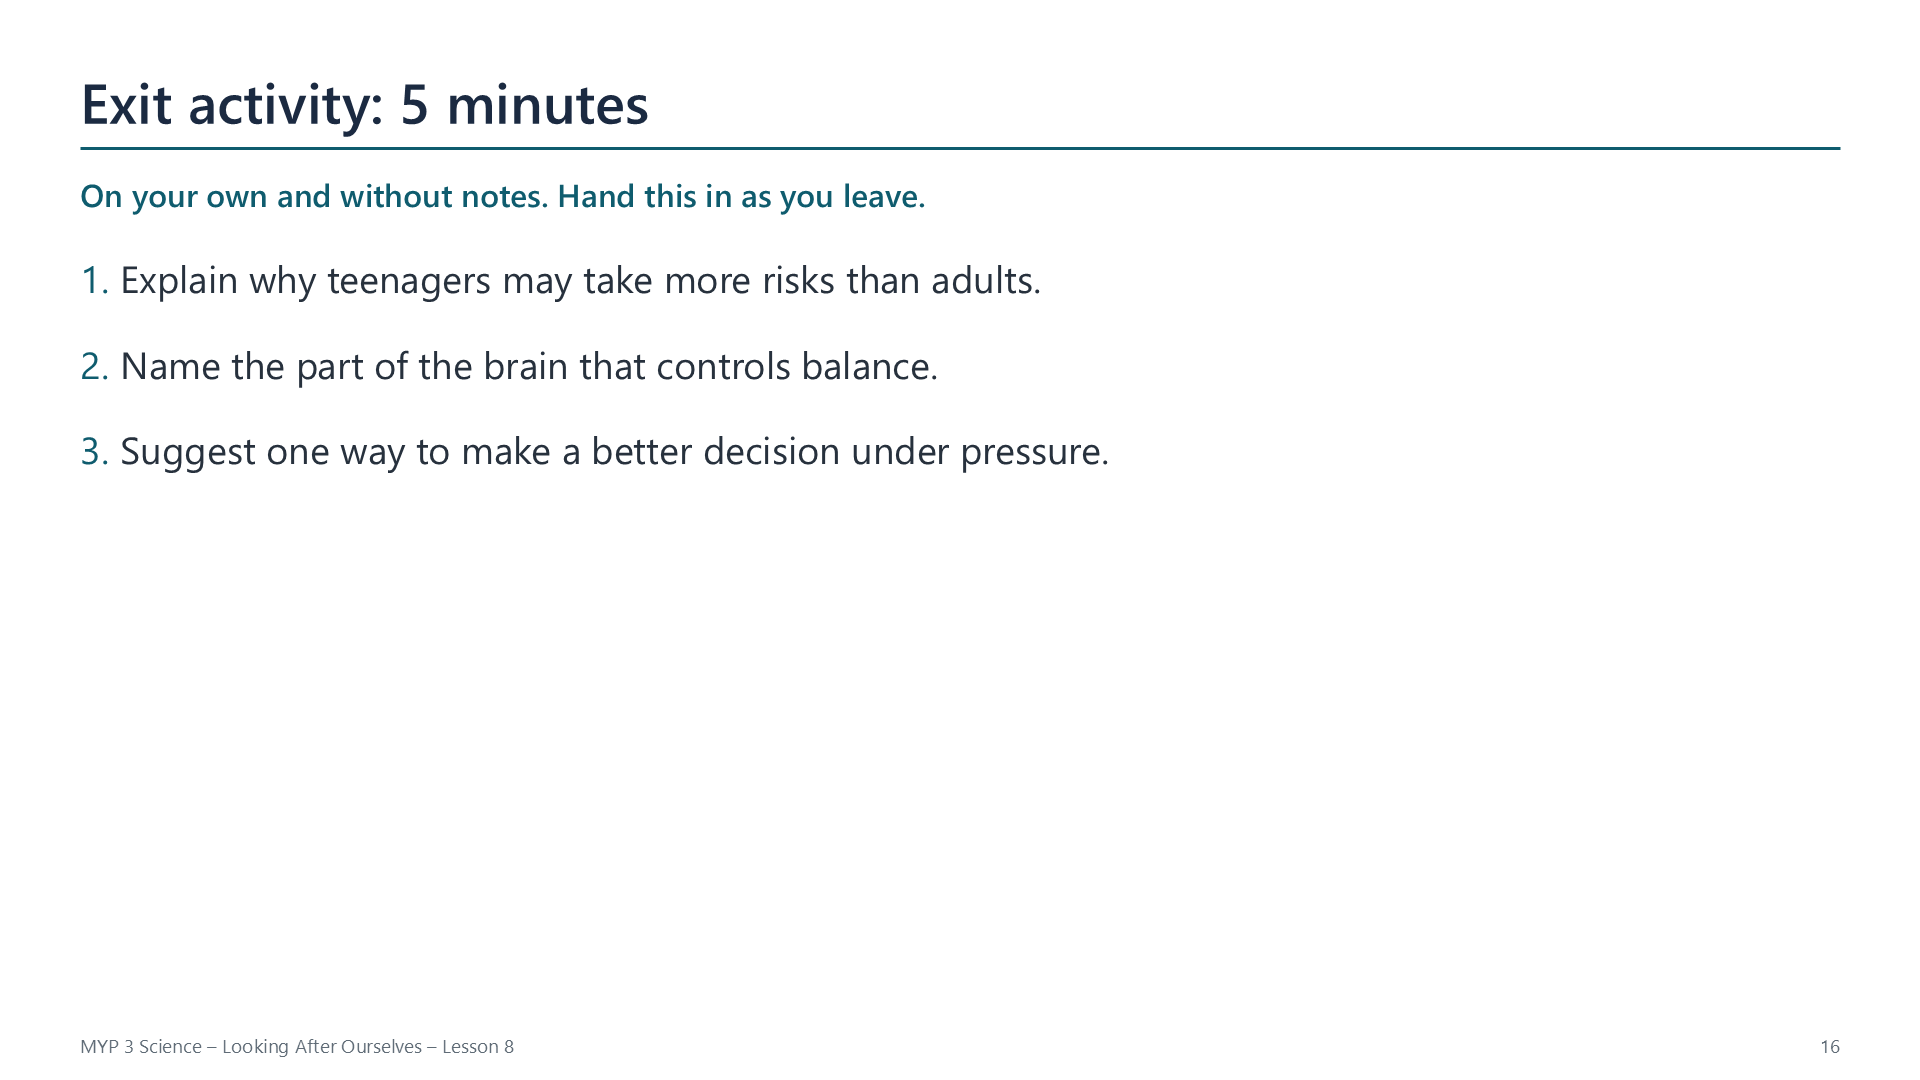 Exit activity: 5 minutes
On your own and without notes. Hand this in as you leave.
1. Explain why teenagers may take more risks than adults.
2. Name the part of the brain that controls balance.
3. Suggest one way to make a better decision under pressure.
MYP 3 Science – Looking After Ourselves – Lesson 8
16